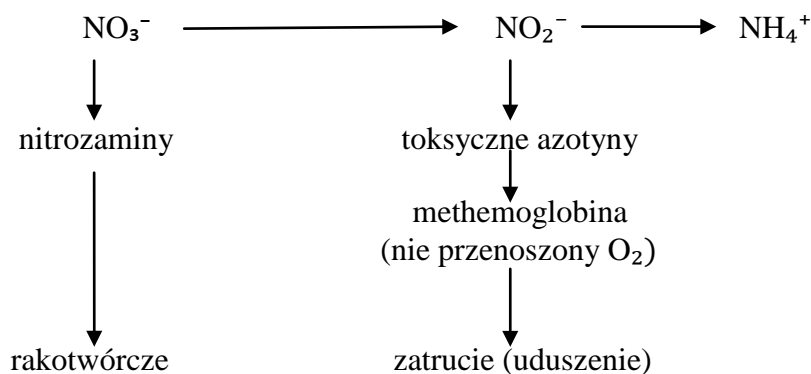 NO₃⁻ NO₂⁻ NH₄⁺
nitrozaminy toksyczne azotyny
methemoglobina
(nie przenoszony O₂)
rakotwórcze zatrucie (uduszenie)